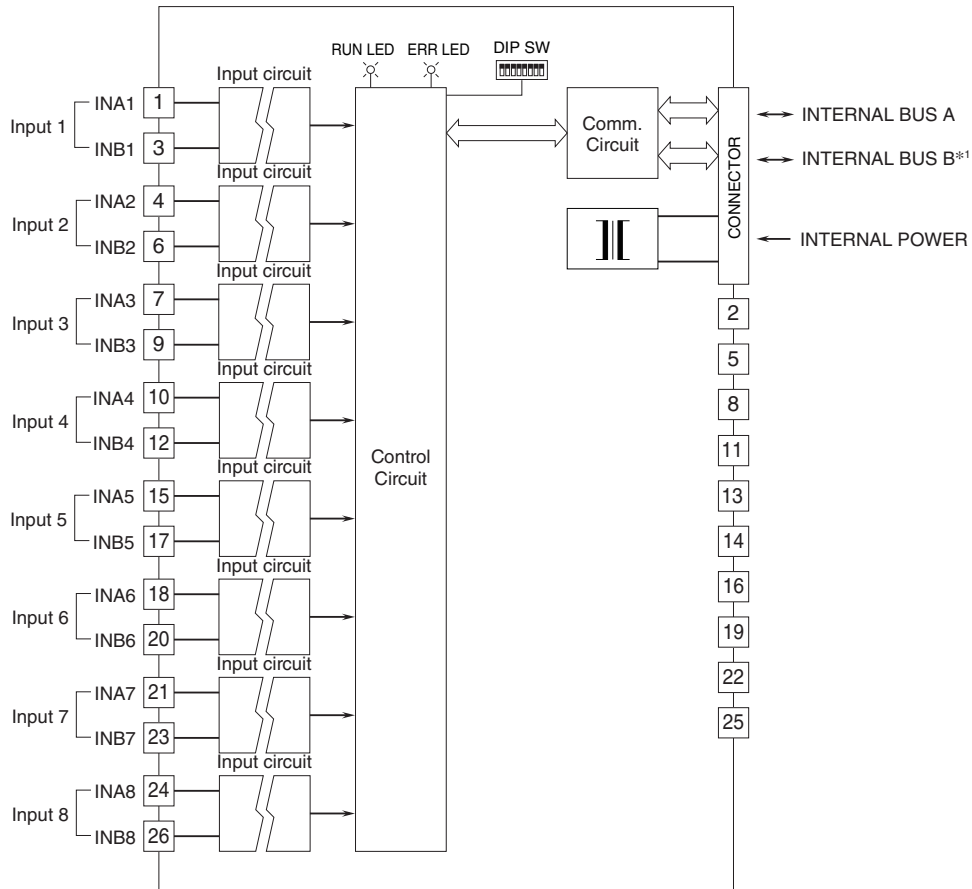 RUN LED
ERR LED
DIP SW
Input circuit
Input 1
INA1
1
INB1
3
Input circuit
Input 2
INA2
4
INB2
6
Input circuit
Input 3
INA3
7
INB3
9
Input circuit
Input 4
INA4
10
INB4
12
Input circuit
Input 5
INA5
15
INB5
17
Input circuit
Input 6
INA6
18
INB6
20
Input circuit
Input 7
INA7
21
INB7
23
Input circuit
Input 8
INA8
24
INB8
26
Control
Circuit
Comm.
Circuit
CONNECTOR
INTERNAL BUS A
INTERNAL BUS B*1
INTERNAL POWER
2
5
8
11
13
14
16
19
22
25